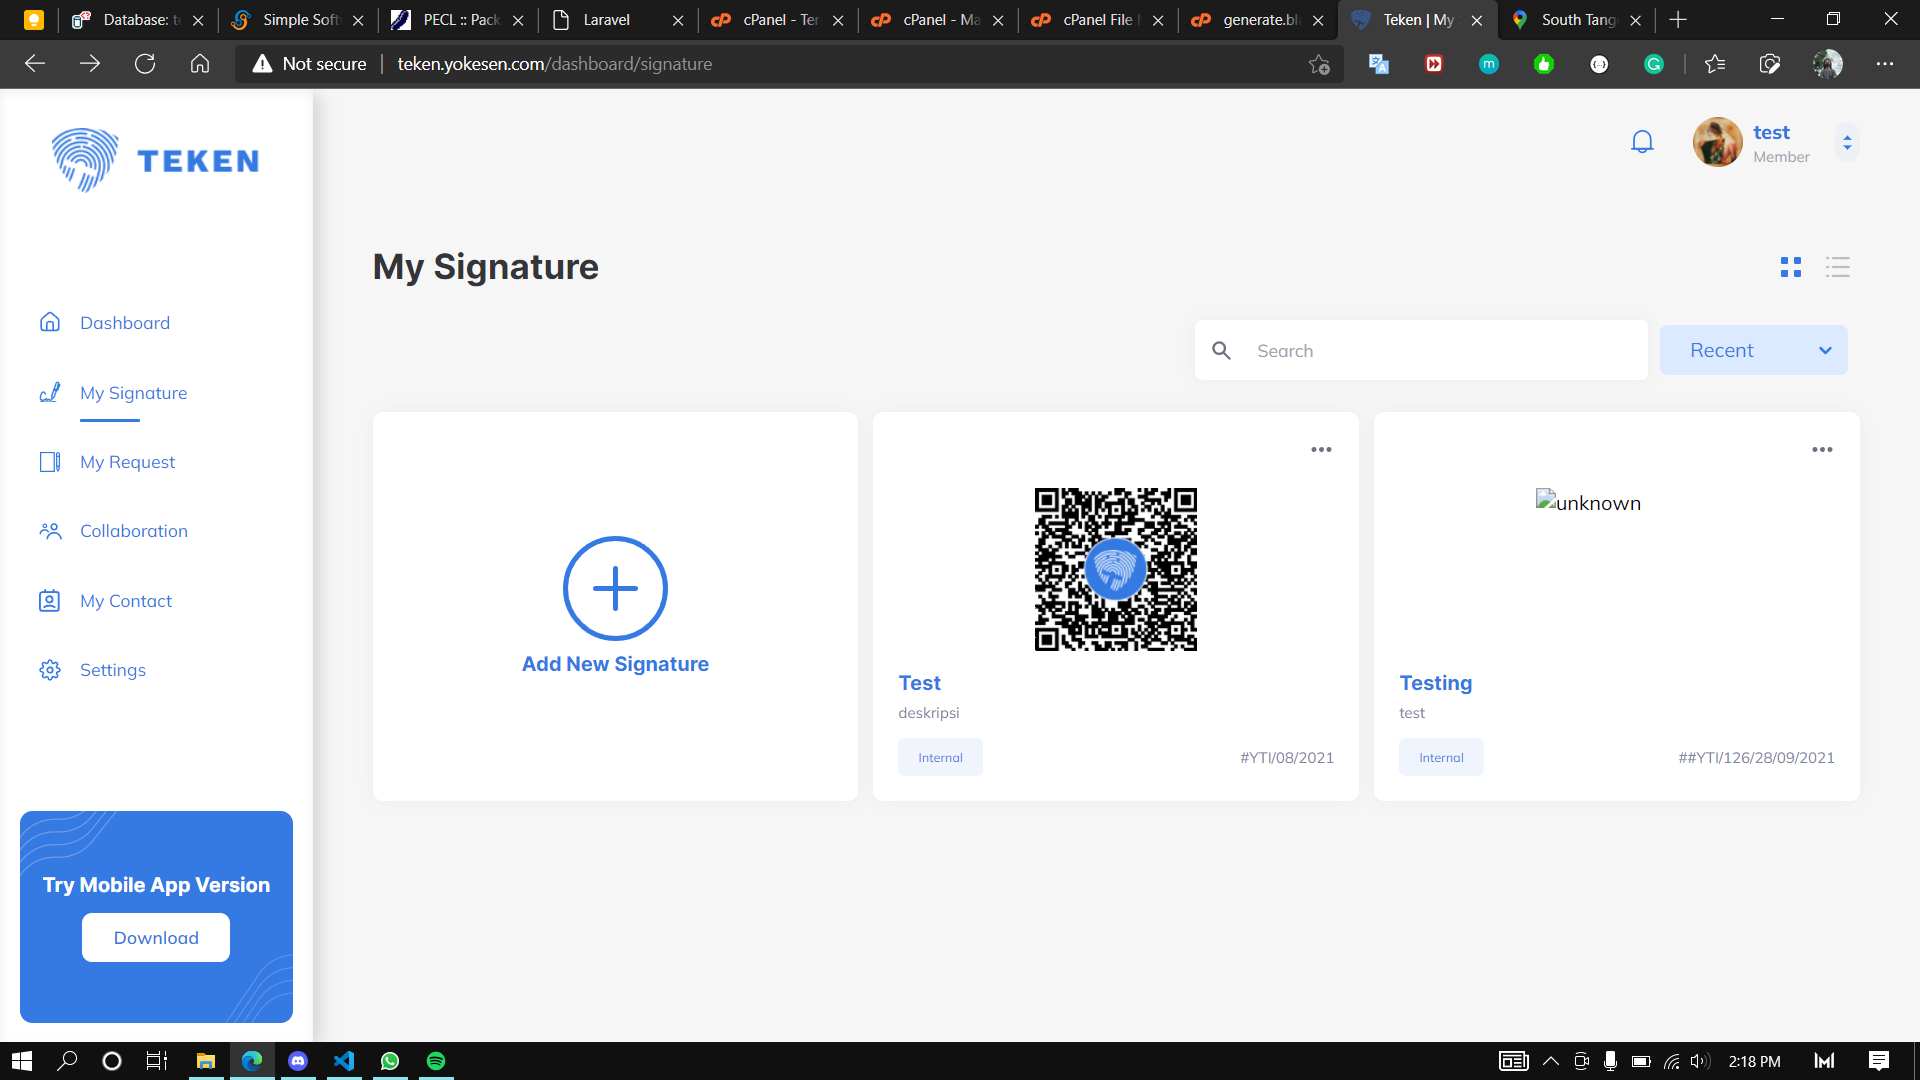 Database: te
Simple Soft
PECL :: Pack
Laravel
cPanel - Ter
cPanel - Ma
cPanel File M
generate.bla
Teken | My S
South Tang
Not secure
teken.yokesen.com/dashboard/signature
TEKEN
test
Member
My Signature
Dashboard
My Signature
My Request
Collaboration
My Contact
Settings
Search
Recent
Add New Signature
Test
deskripsi
Internal
#YTI/08/2021
unknown
Testing
test
Internal
##YTI/126/28/09/2021
Try Mobile App Version
Download
2:18 PM